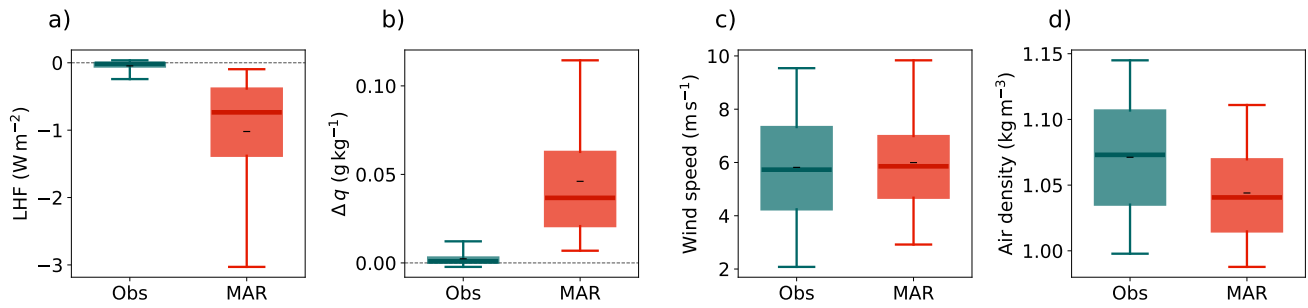 a)
LHF (W m⁻²)
0
−1
−2
−3
Obs
MAR
b)
Δ q (g kg⁻¹)
0.10
0.05
0.00
Obs
MAR
c)
Wind speed (m s⁻¹)
10
8
6
4
2
Obs
MAR
d)
Air density (kg m⁻³)
1.15
1.10
1.05
1.00
Obs
MAR